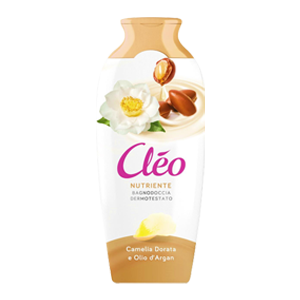 Cléo
NUTRIENTE
BAGNODOCCIA
DERMOTESTATO
Camelia Dorata
e Olio d'Argan